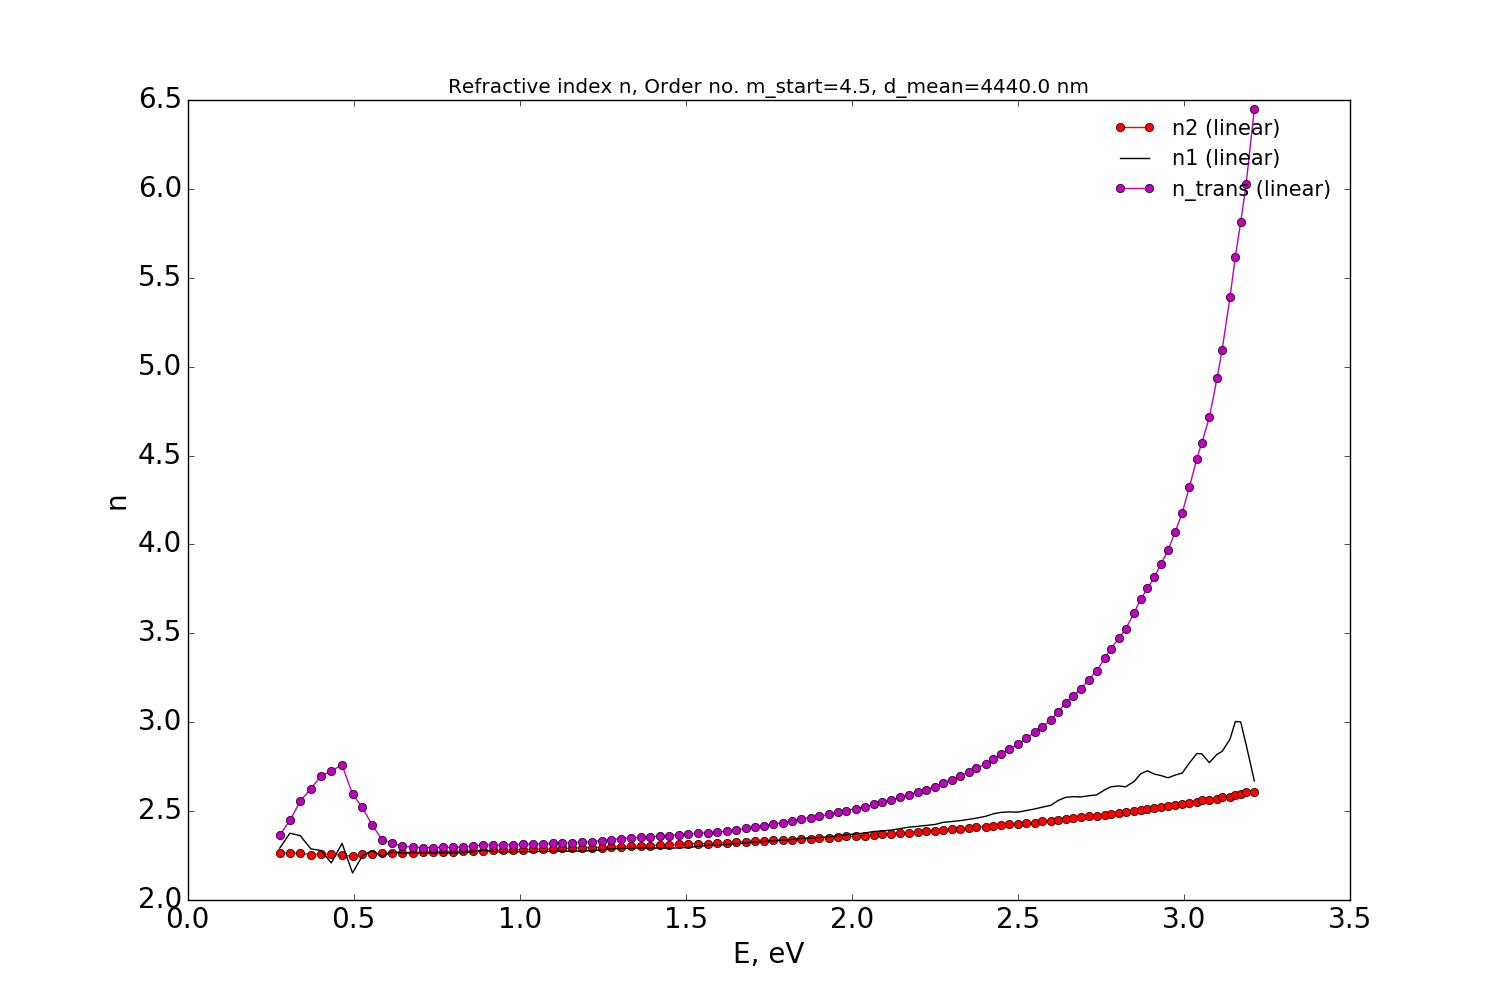 Refractive index n, Order no. m_start=4.5, d_mean=4440.0 nm
6.5
6.0
5.5
5.0
4.5
4.0
3.5
3.0
2.5
2.0
n
n2 (linear)
n1 (linear)
n_trans (linear)
0.0 0.5 1.0 1.5 2.0 2.5 3.0 3.5
E, eV